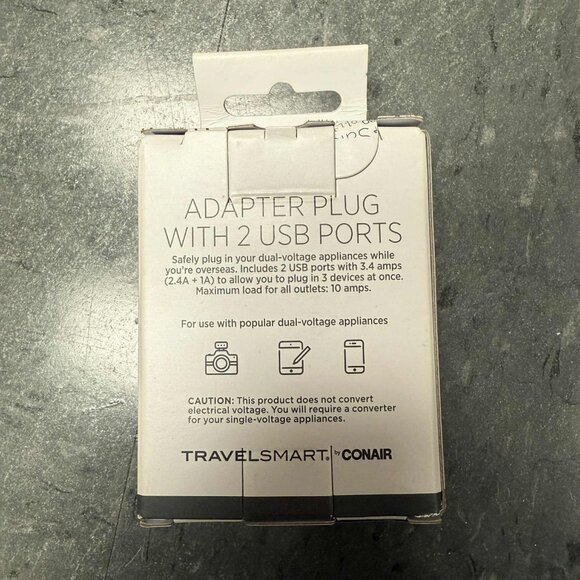 ADAPTER PLUG
WITH 2 USB PORTS
Safely plug in your dual-voltage appliances while
you're overseas. Includes 2 USB ports with 3.4 amps
(2.4A + 1A) to allow you to plug in 3 devices at once.
Maximum load for all outlets: 10 amps.
For use with popular dual-voltage appliances
CAUTION: This product does not convert
electrical voltage. You will require a converter
for your single-voltage appliances.
TRAVELSMART® by CONAIR